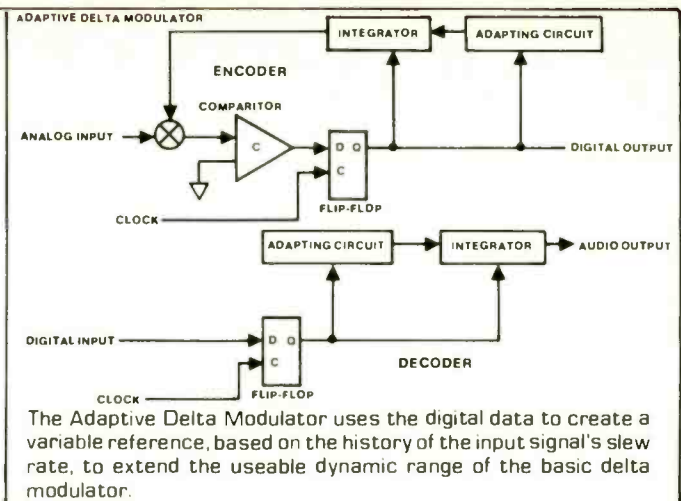 ADAPTIVE DELTA MODULATOR
INTEGRATOR
ADAPTING CIRCUIT
ENCODER
COMPARITOR
ANALOG INPUT
C
D Q
C
DIGITAL OUTPUT
FLIP-FLOP
CLOCK
ADAPTING CIRCUIT
INTEGRATOR
AUDIO OUTPUT
DIGITAL INPUT
D Q
C
DECODER
CLOCK
FLIP-FLOP
The Adaptive Delta Modulator uses the digital data to create a
variable reference, based on the history of the input signal's slew
rate, to extend the useable dynamic range of the basic delta
modulator.